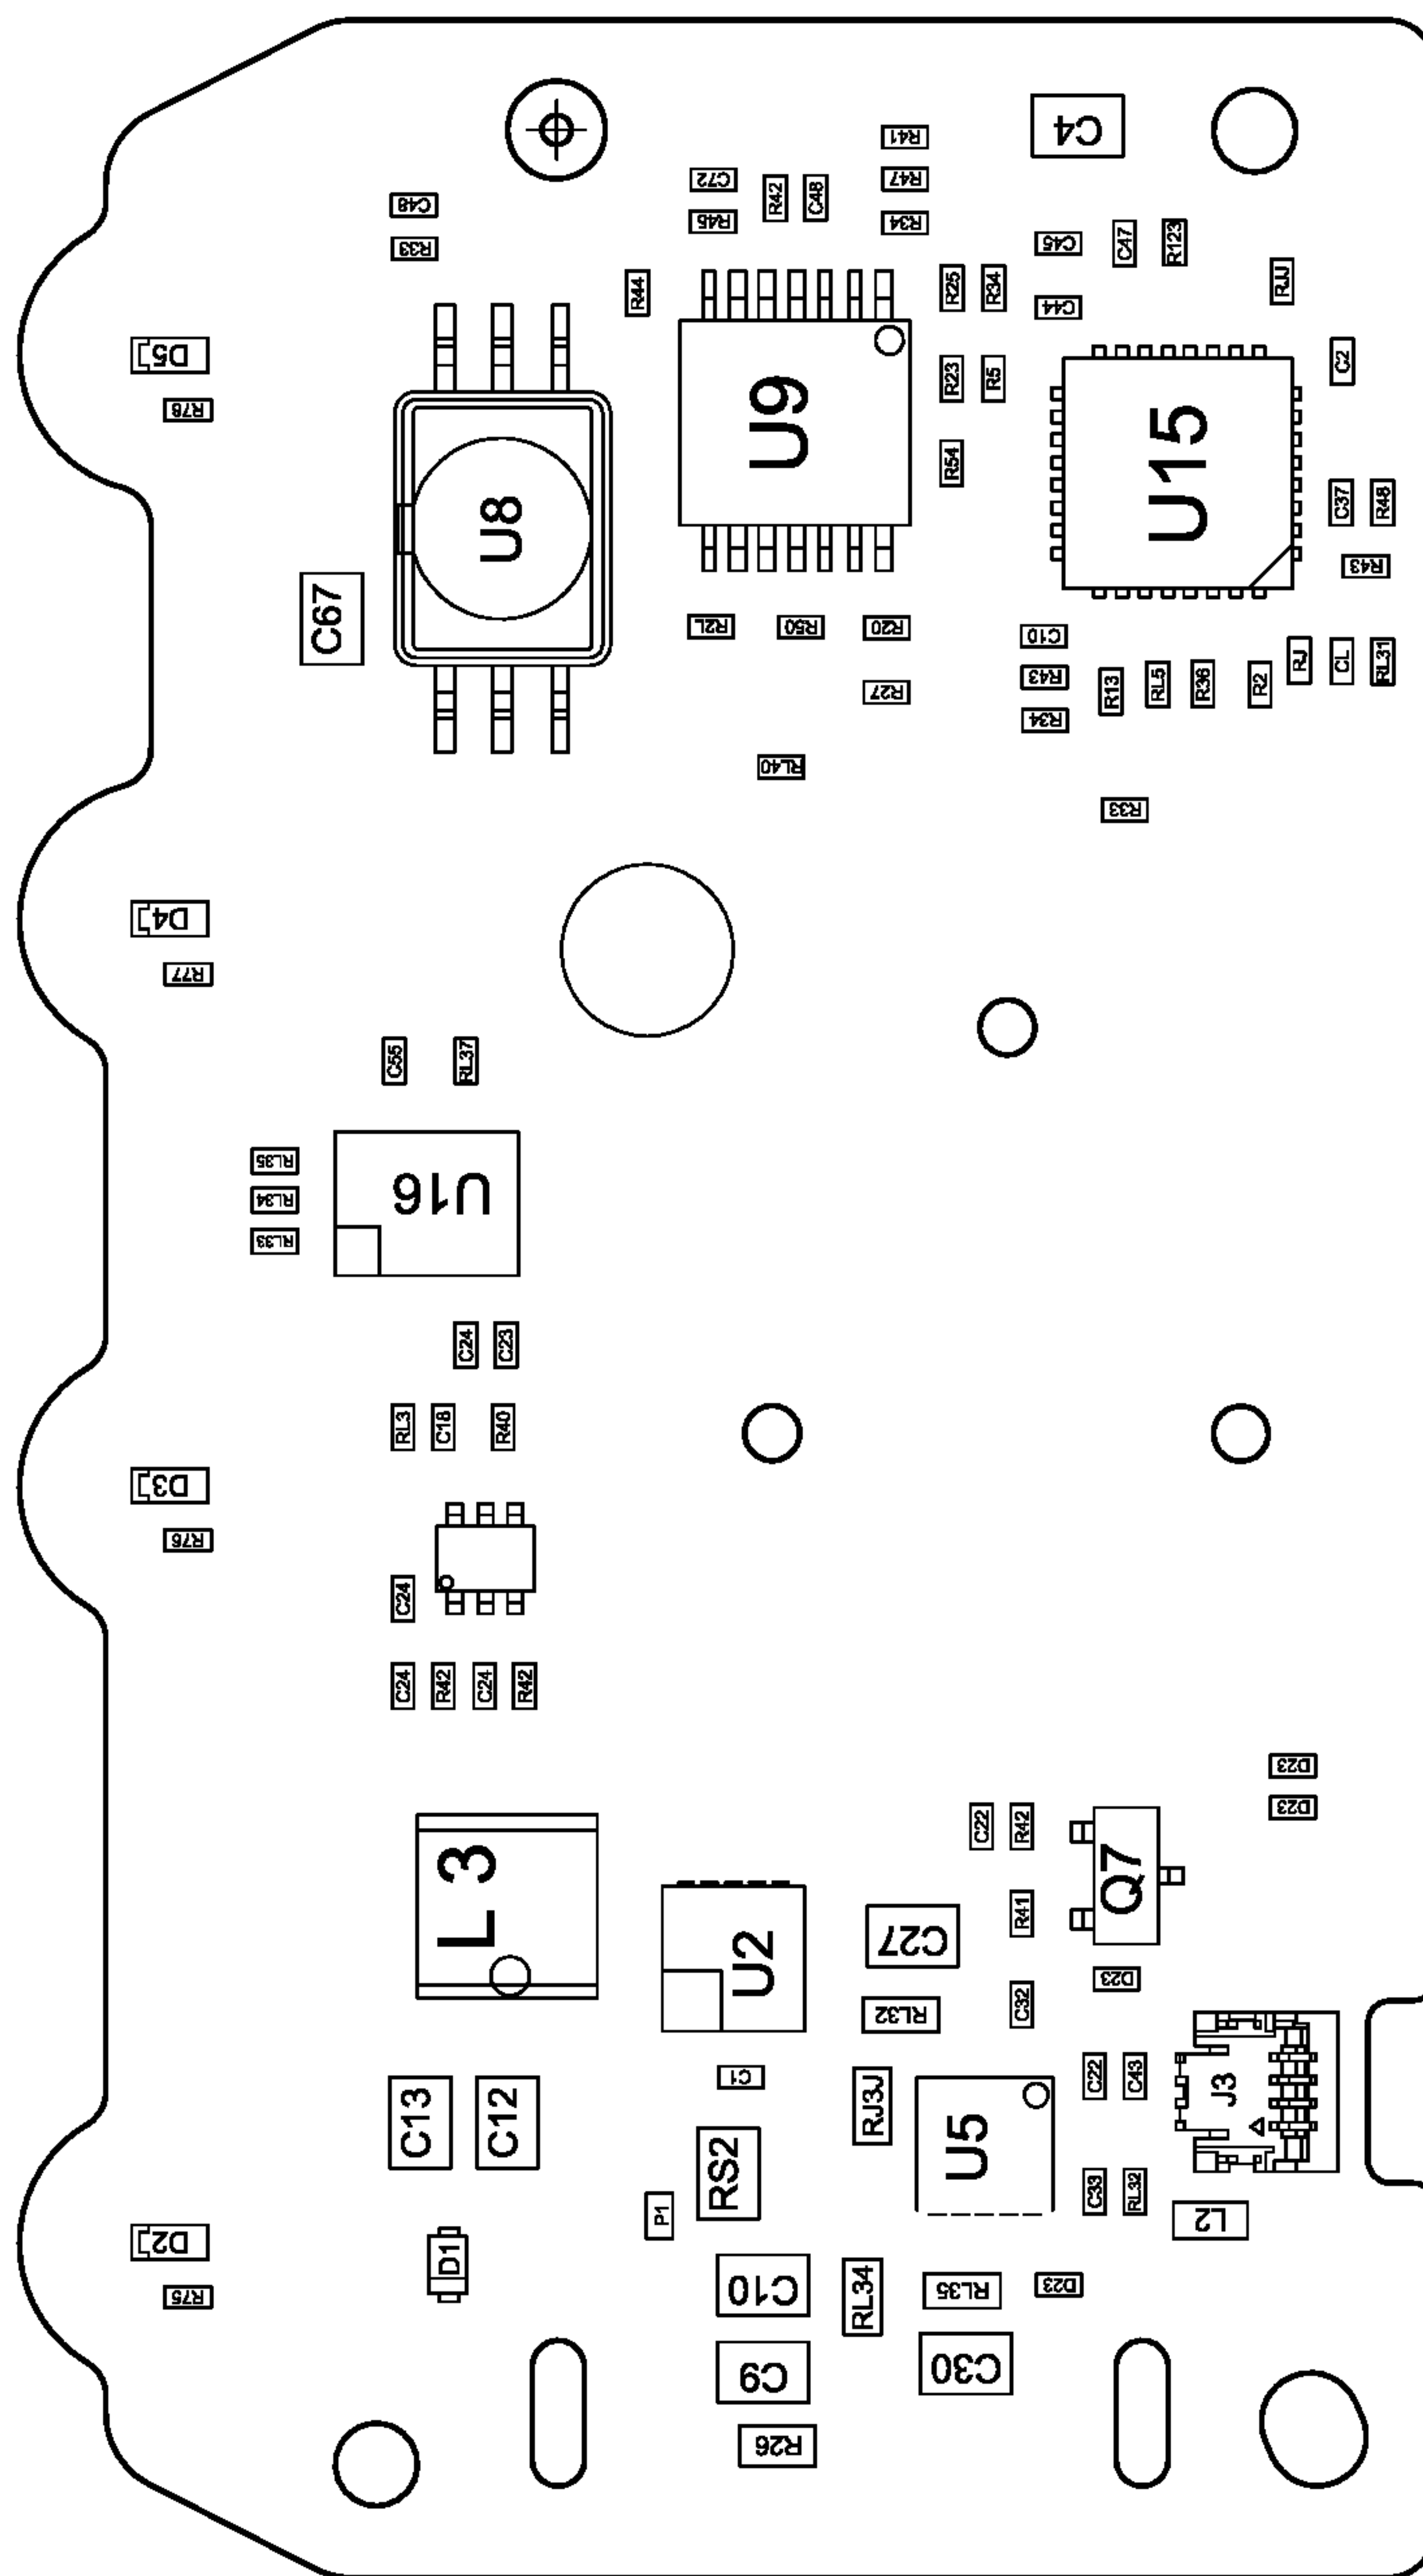 C4
R41
R47
R34
C72
R45
R42
C48
C48
R33
C45
C47
R123
RJJ
C44
R44
R25
R34
D5
R78
R23
R5
C2
U9
U15
R54
U8
C37
R48
R43
C67
R2L
R50
R20
C10
R43
R34
R27
R13
RL5
R36
R2
RJ
CL
RL31
RL40
R33
D4
R77
C55
RL37
RL35
RL34
RL33
U16
C24
C23
RL3
C18
R40
D3
R76
C24
C24
R42
C24
R42
D23
D23
C22
R42
L 3
Q7
R41
U2
C27
D23
C32
RL32
C1
C22
C43
J3
C13
C12
RJ3J
U5
RS2
C33
RL32
P1
L2
D2
D1
R75
C10
RL34
RL35
D23
C9
C30
R26